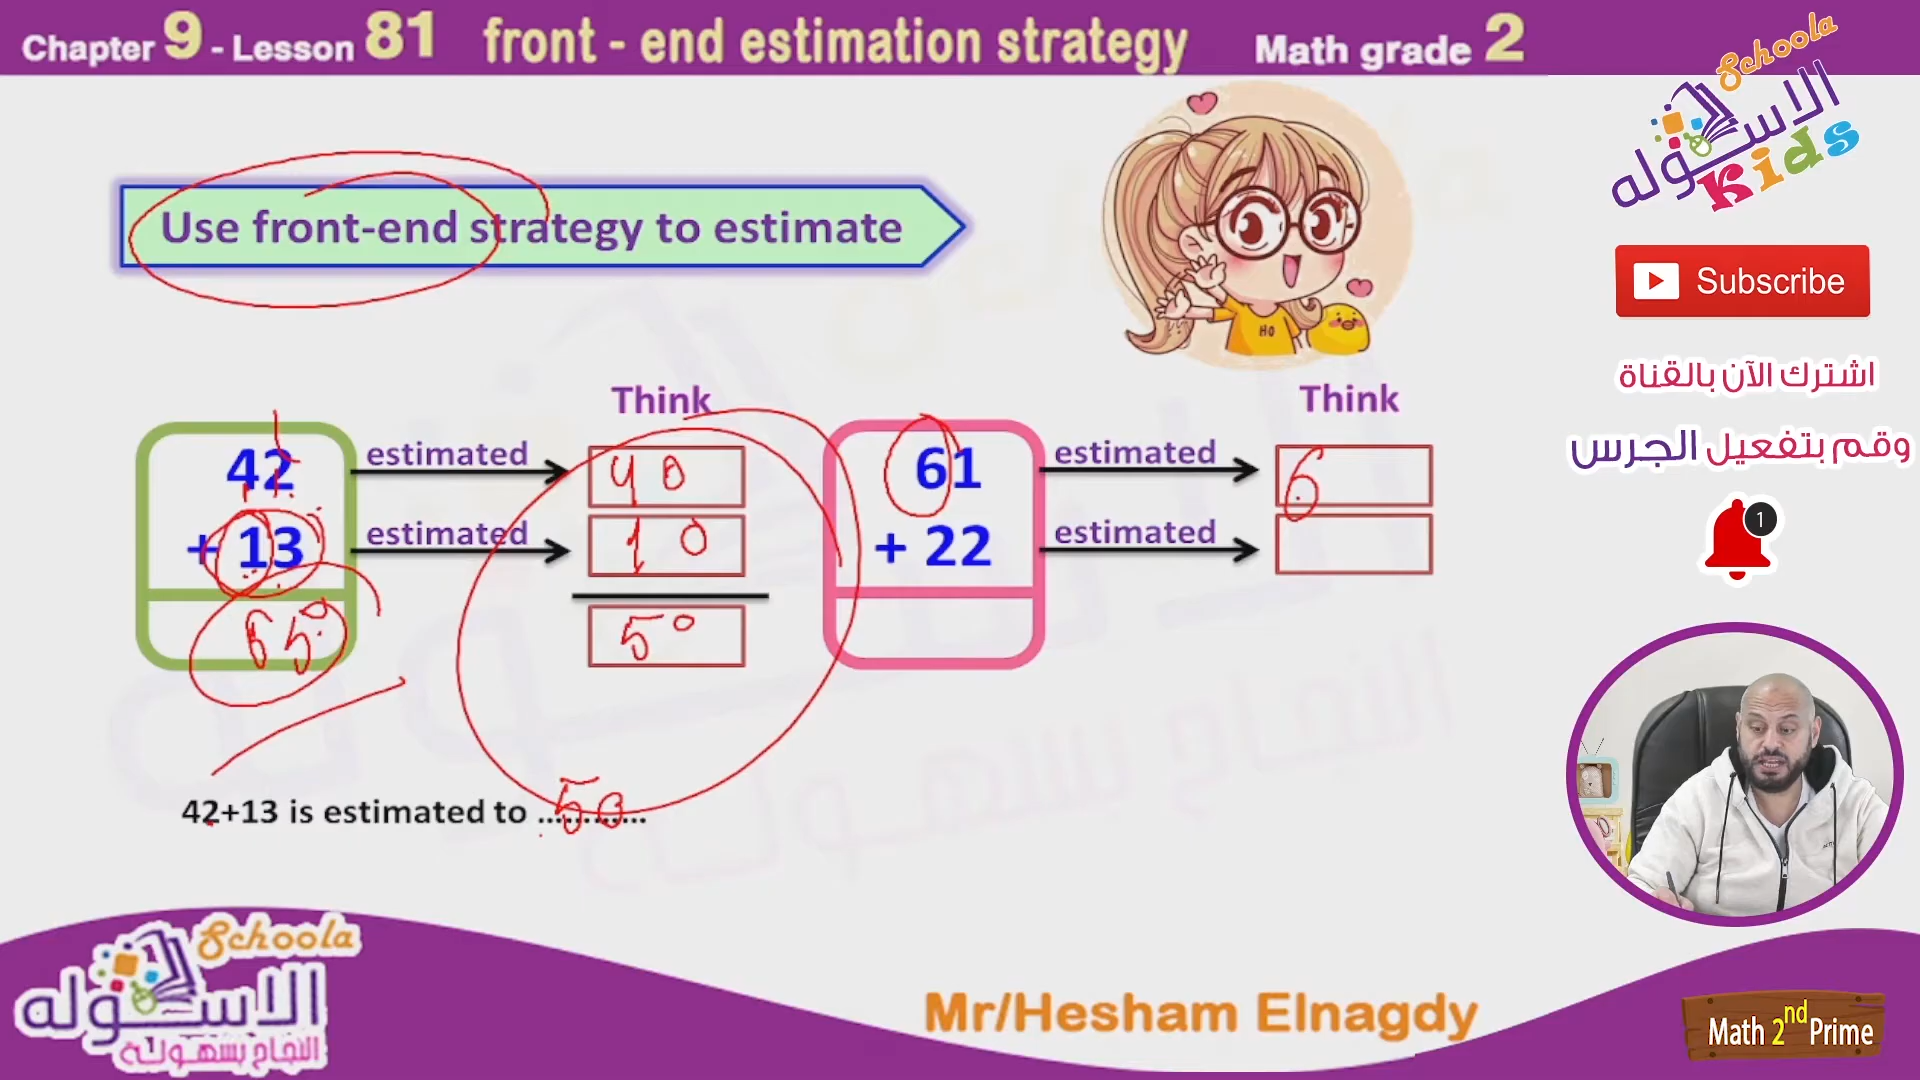 Chapter 9 - Lesson 81 front - end estimation strategy Math grade 2
Schoola
الاسكوله
Kids
Use front-end strategy to estimate
HO
Subscribe
اشترك الآن بالقناة
وقم بتفعيل الجرس
1
Think
Think
42 estimated 40
+ 13 estimated 10
65 50
61 estimated 6
+ 22 estimated
42+13 is estimated to ............ 50
Schoola
الاسكوله
النجاح بسهولة
Mr/Hesham Elnagdy
Math 2nd Prime